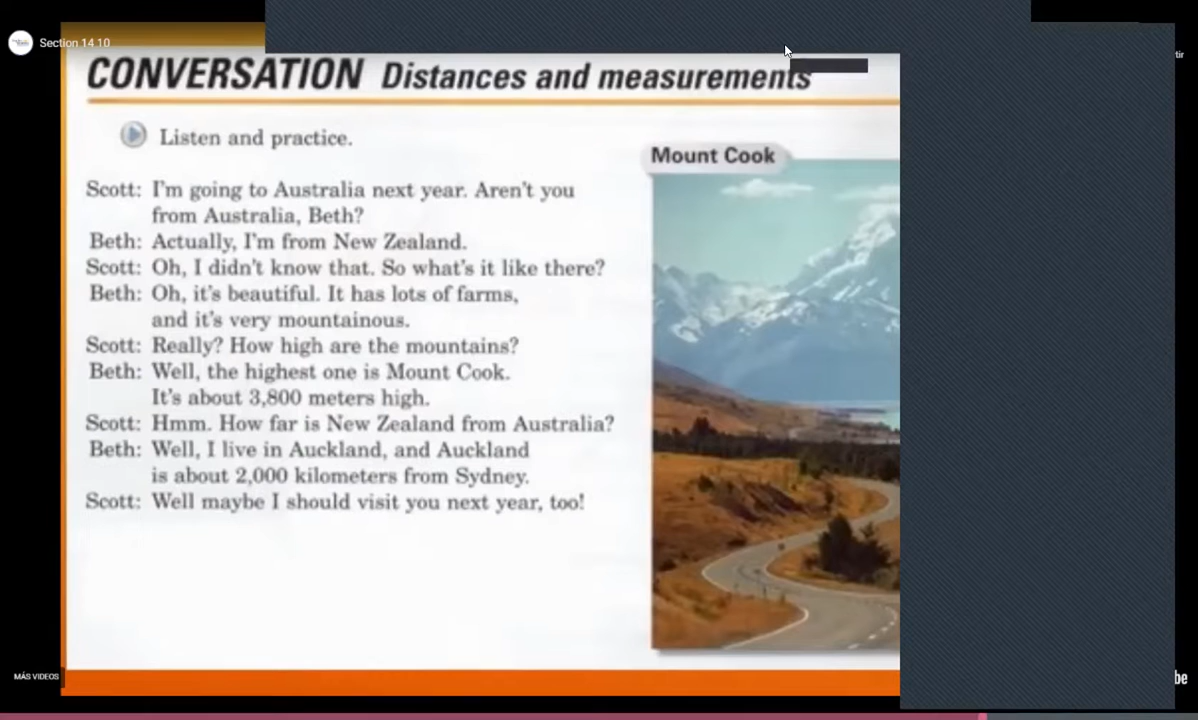 Section 14.10
CONVERSATION Distances and measurements
Listen and practice.
Mount Cook
Scott: I'm going to Australia next year. Aren't you
from Australia, Beth?
Beth: Actually, I'm from New Zealand.
Scott: Oh, I didn't know that. So what's it like there?
Beth: Oh, it's beautiful. It has lots of farms,
and it's very mountainous.
Scott: Really? How high are the mountains?
Beth: Well, the highest one is Mount Cook.
It's about 3,800 meters high.
Scott: Hmm. How far is New Zealand from Australia?
Beth: Well, I live in Auckland, and Auckland
is about 2,000 kilometers from Sydney.
Scott: Well maybe I should visit you next year, too!
MÁS VIDEOS